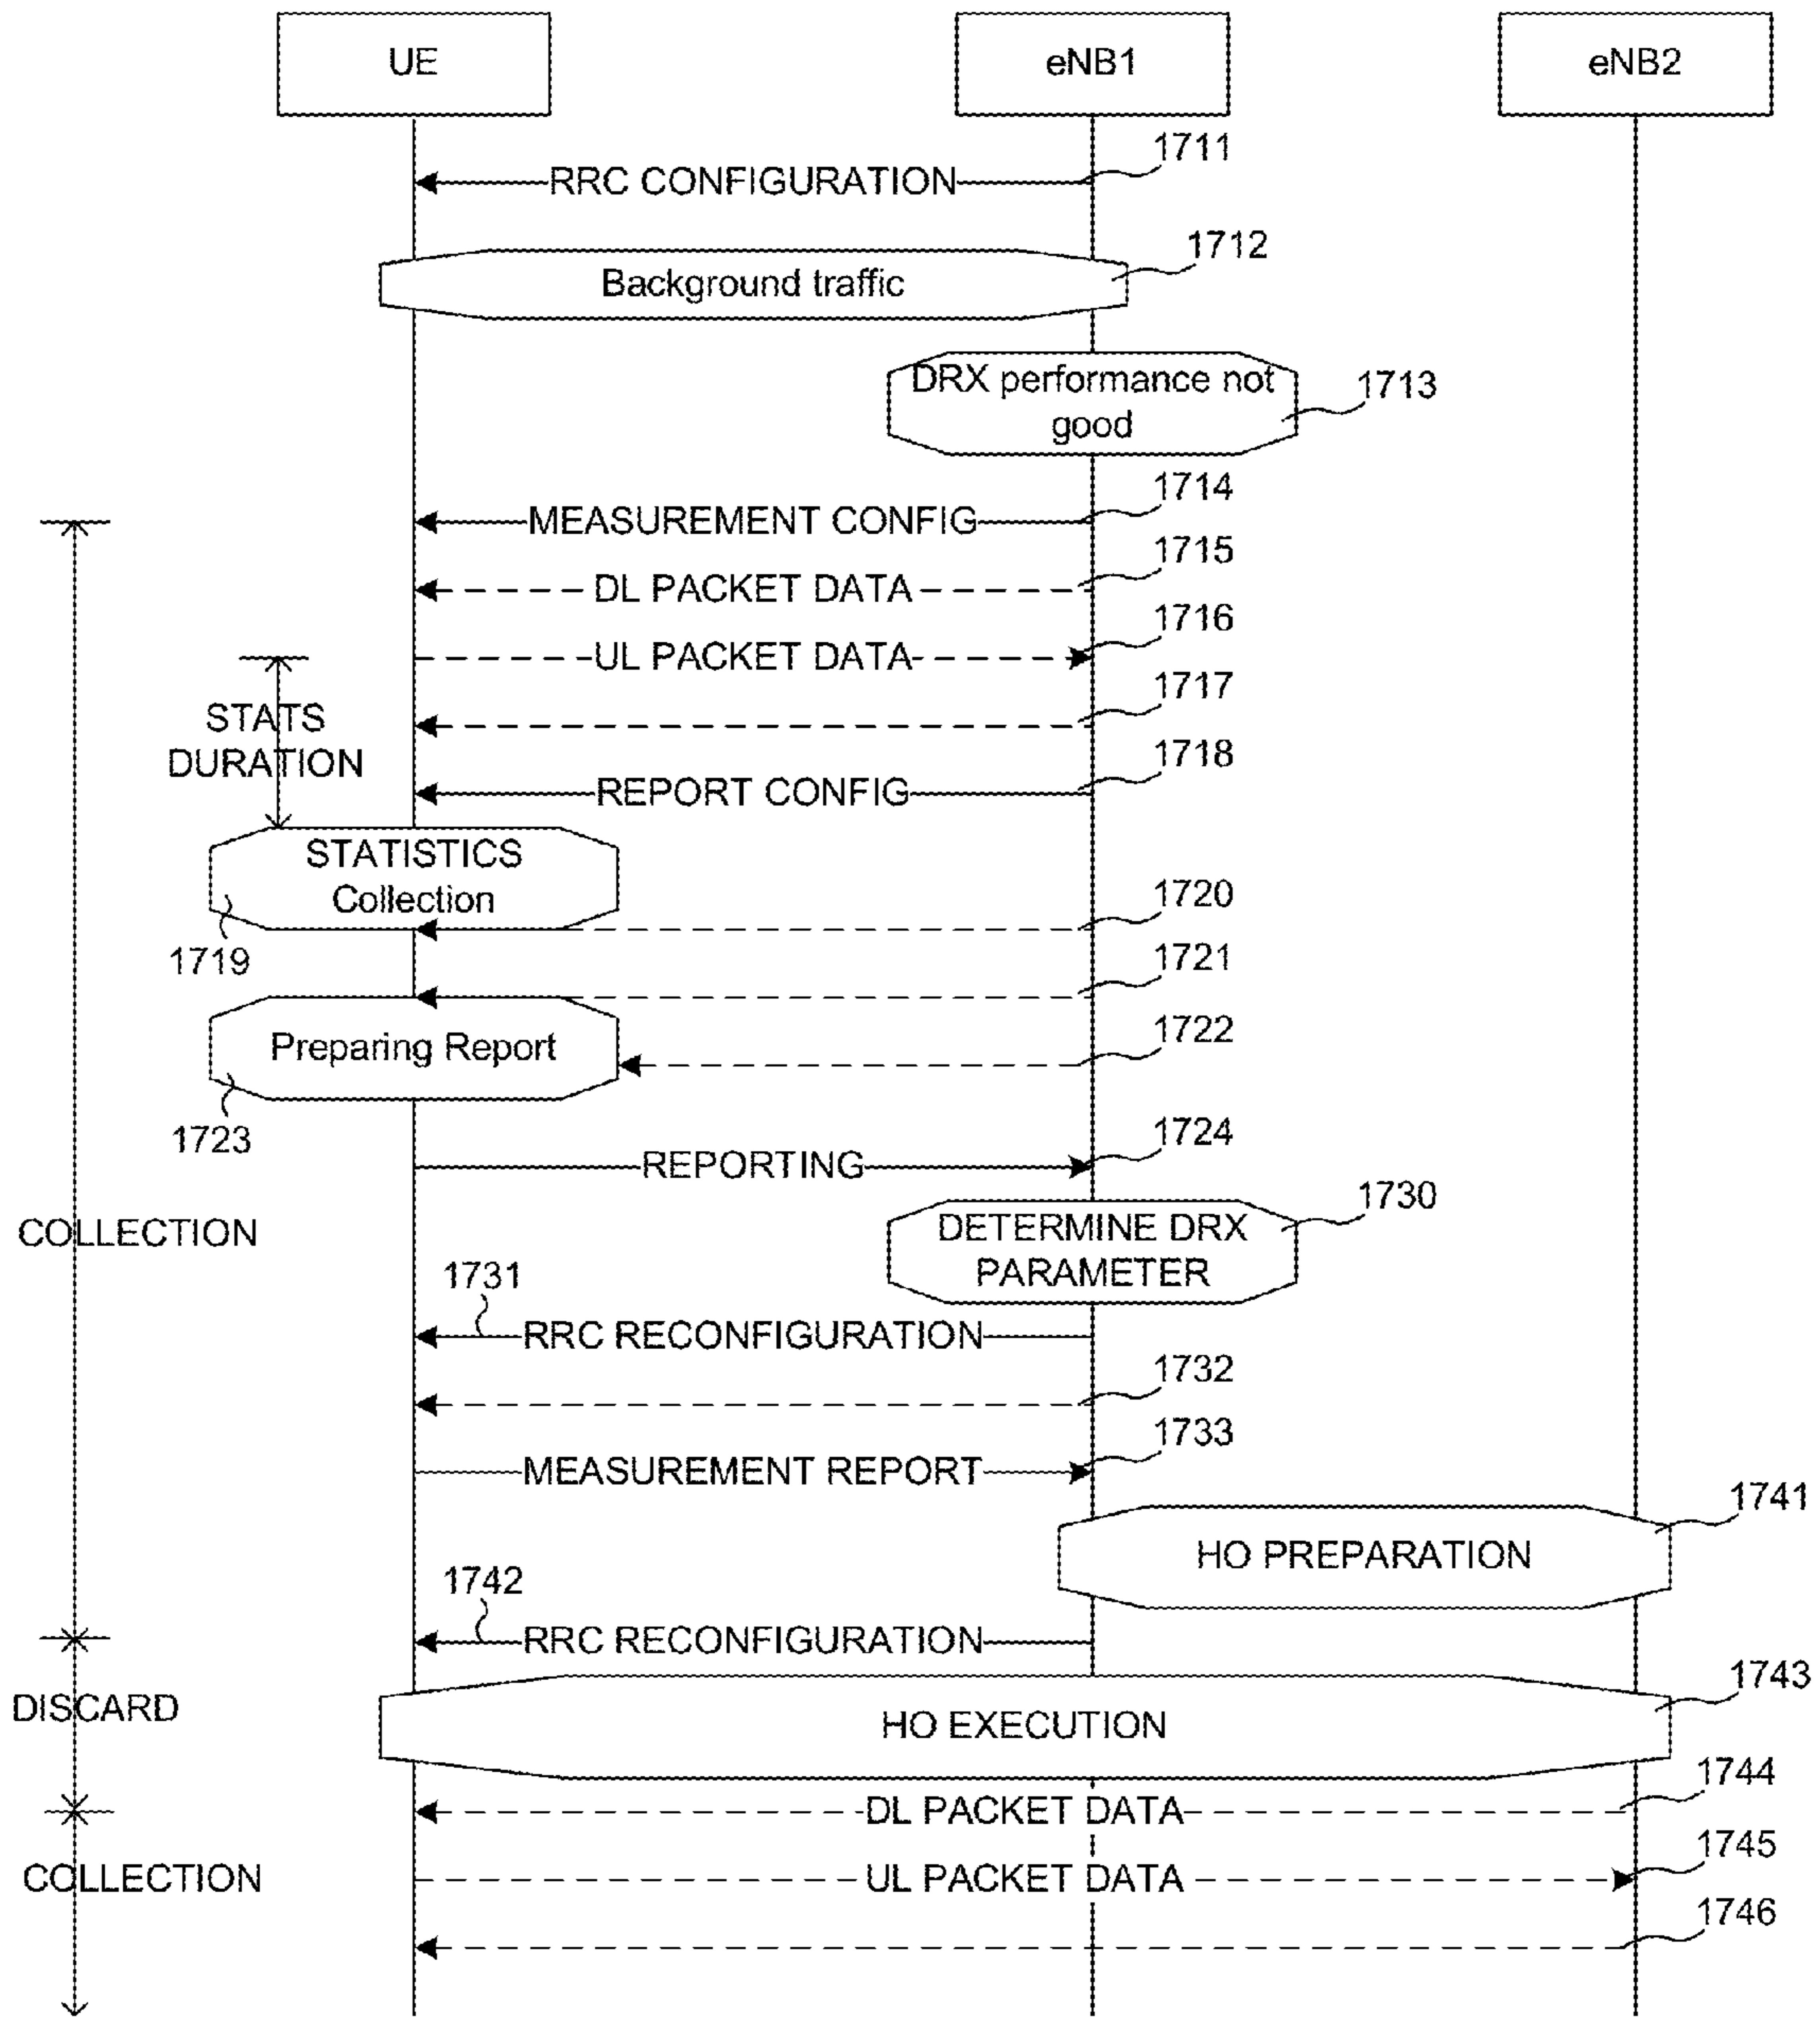 UE
eNB1
eNB2
1711
RRC CONFIGURATION
1712
Background traffic
DRX performance not
good
1713
1714
MEASUREMENT CONFIG
1715
DL PACKET DATA
1716
UL PACKET DATA
1717
STATS
DURATION
1718
REPORT CONFIG
STATISTICS
Collection
1719
1720
1721
Preparing Report
1722
1723
1724
REPORTING
1730
DETERMINE DRX
PARAMETER
COLLECTION
1731
RRC RECONFIGURATION
1732
1733
MEASUREMENT REPORT
1741
HO PREPARATION
1742
RRC RECONFIGURATION
1743
DISCARD
HO EXECUTION
1744
DL PACKET DATA
1745
COLLECTION
UL PACKET DATA
1746